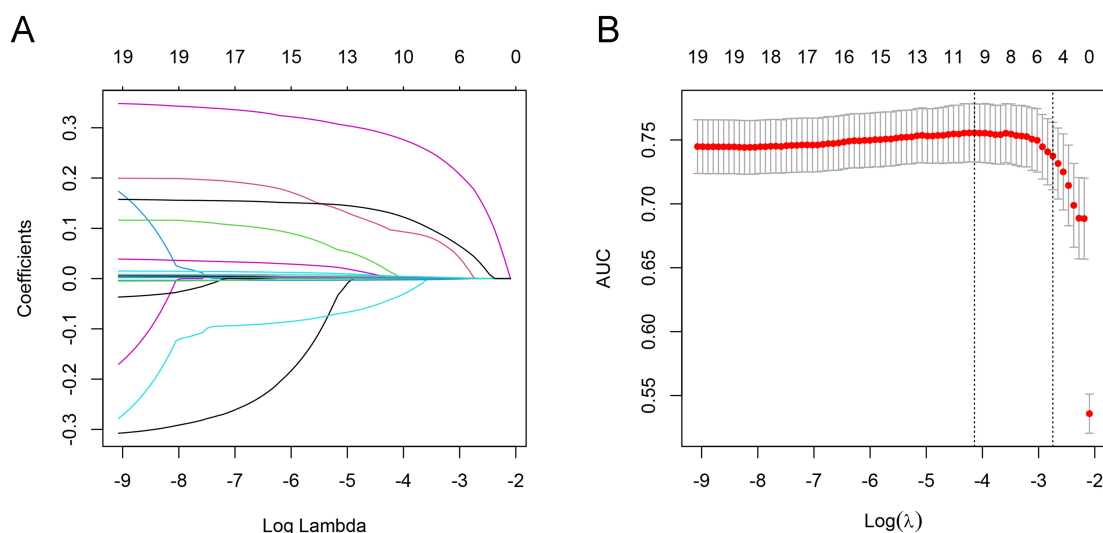 A
19 19 17 15 13 10 6 0
Coefficients
0.3
0.2
0.1
0.0
-0.1
-0.2
-0.3
-9 -8 -7 -6 -5 -4 -3 -2
Log Lambda
B
19 19 18 17 16 15 13 11 9 8 6 4 0
AUC
0.75
0.70
0.65
0.60
0.55
-9 -8 -7 -6 -5 -4 -3 -2
Log(λ)